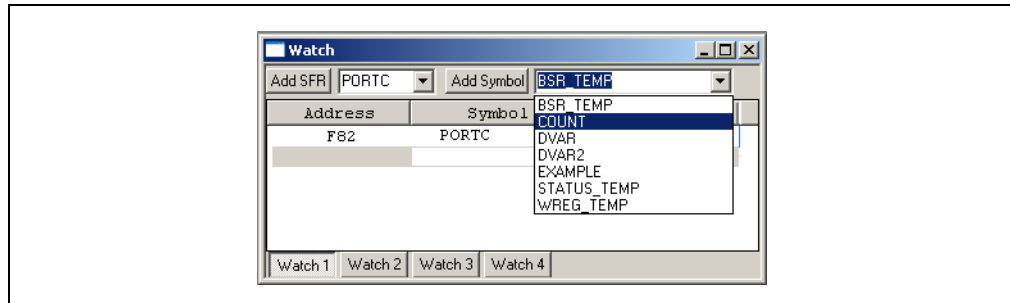 Watch
Add SFR PORTC Add Symbol BSR_TEMP
Address Symbol
F82 PORTC
BSR_TEMP
COUNT
DVAR
DVAR2
EXAMPLE
STATUS_TEMP
WREG_TEMP
Watch 1 Watch 2 Watch 3 Watch 4